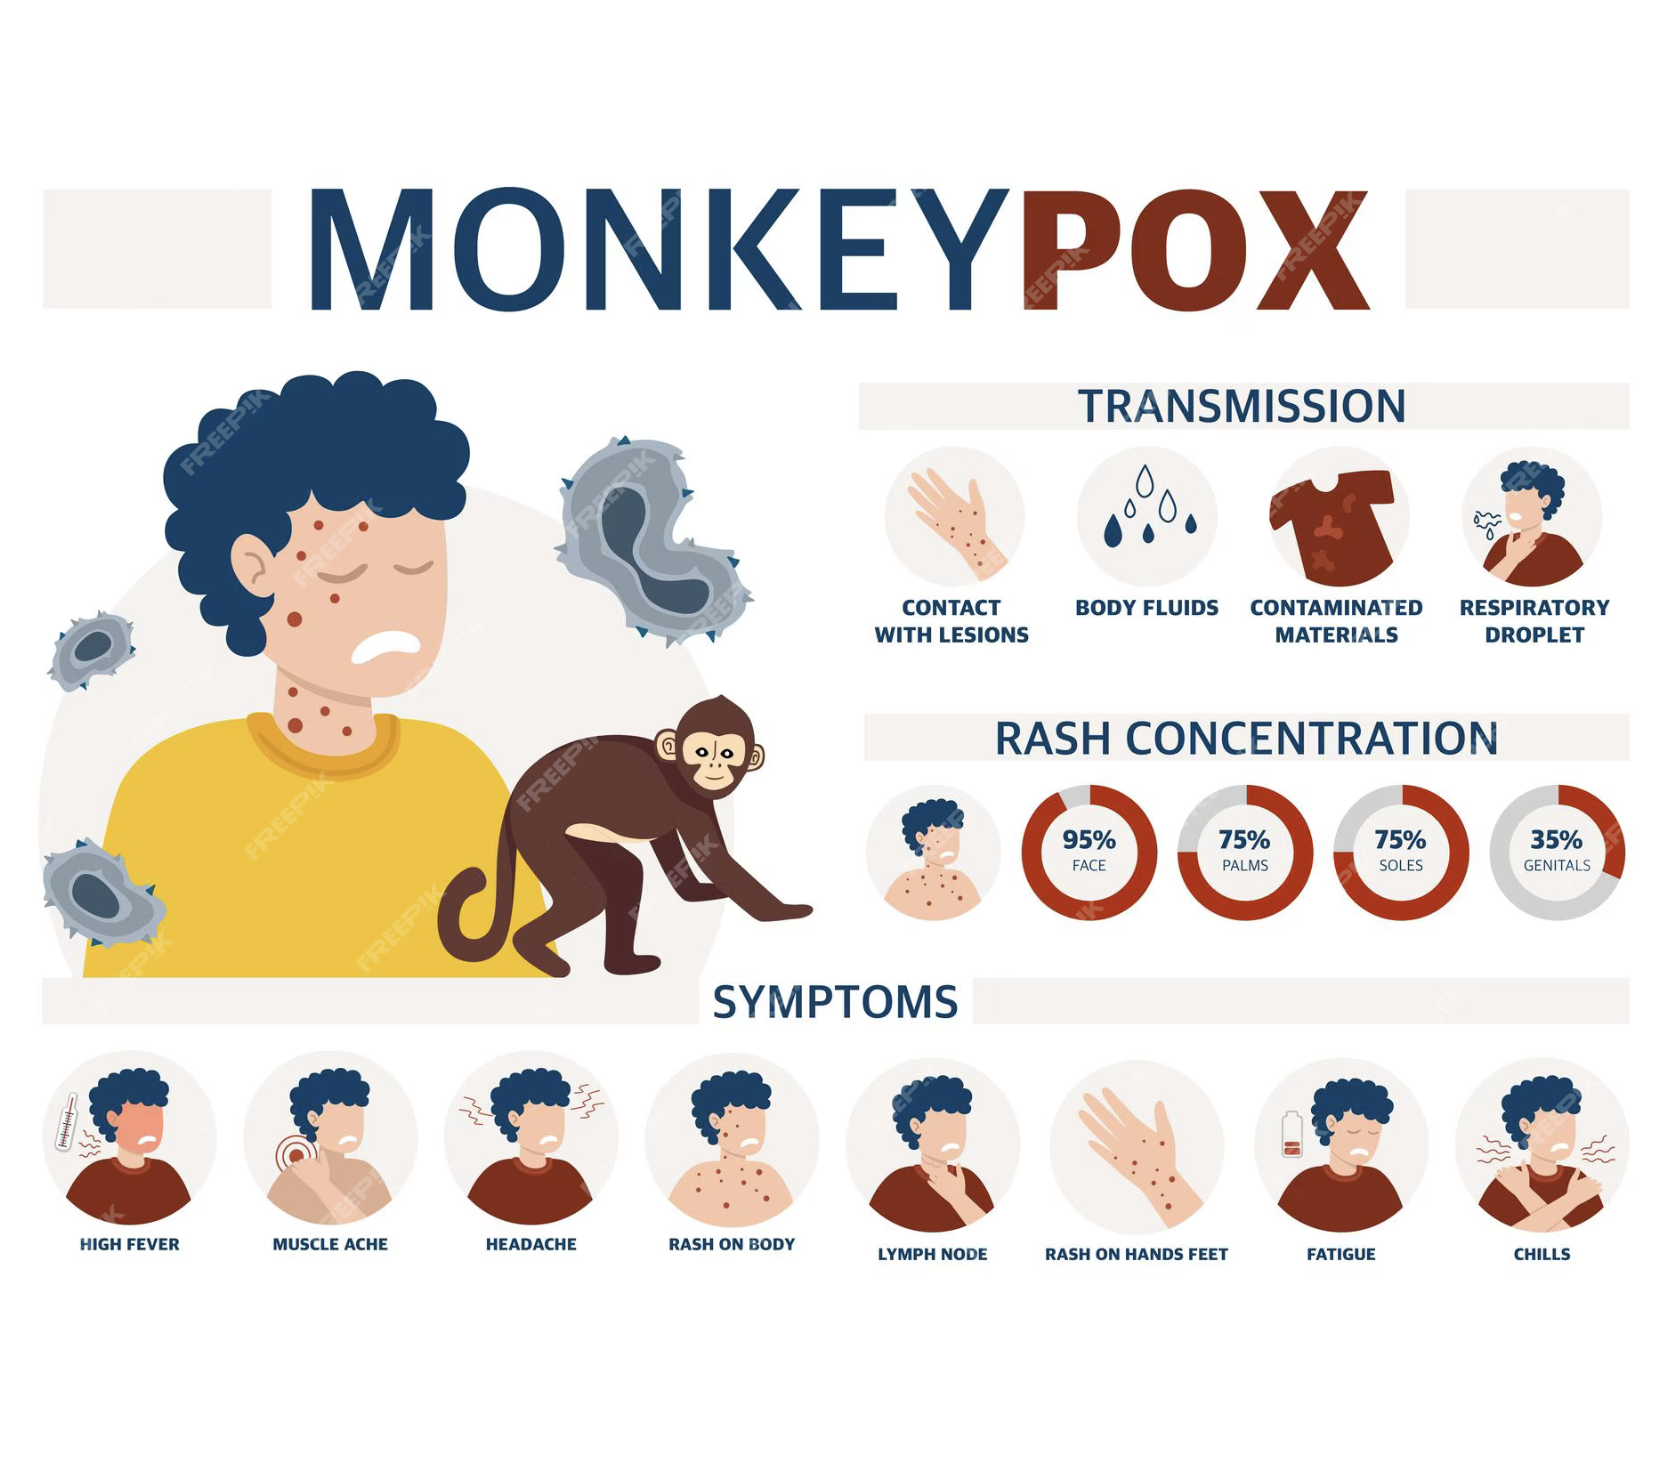 MONKEYPOX
TRANSMISSION
CONTACT
WITH LESIONS
BODY FLUIDS
CONTAMINATED
MATERIALS
RESPIRATORY
DROPLET
RASH CONCENTRATION
95%
FACE
75%
PALMS
75%
SOLES
35%
GENITALS
SYMPTOMS
HIGH FEVER
MUSCLE ACHE
HEADACHE
RASH ON BODY
LYMPH NODE
RASH ON HANDS FEET
FATIGUE
CHILLS
FREEPIK